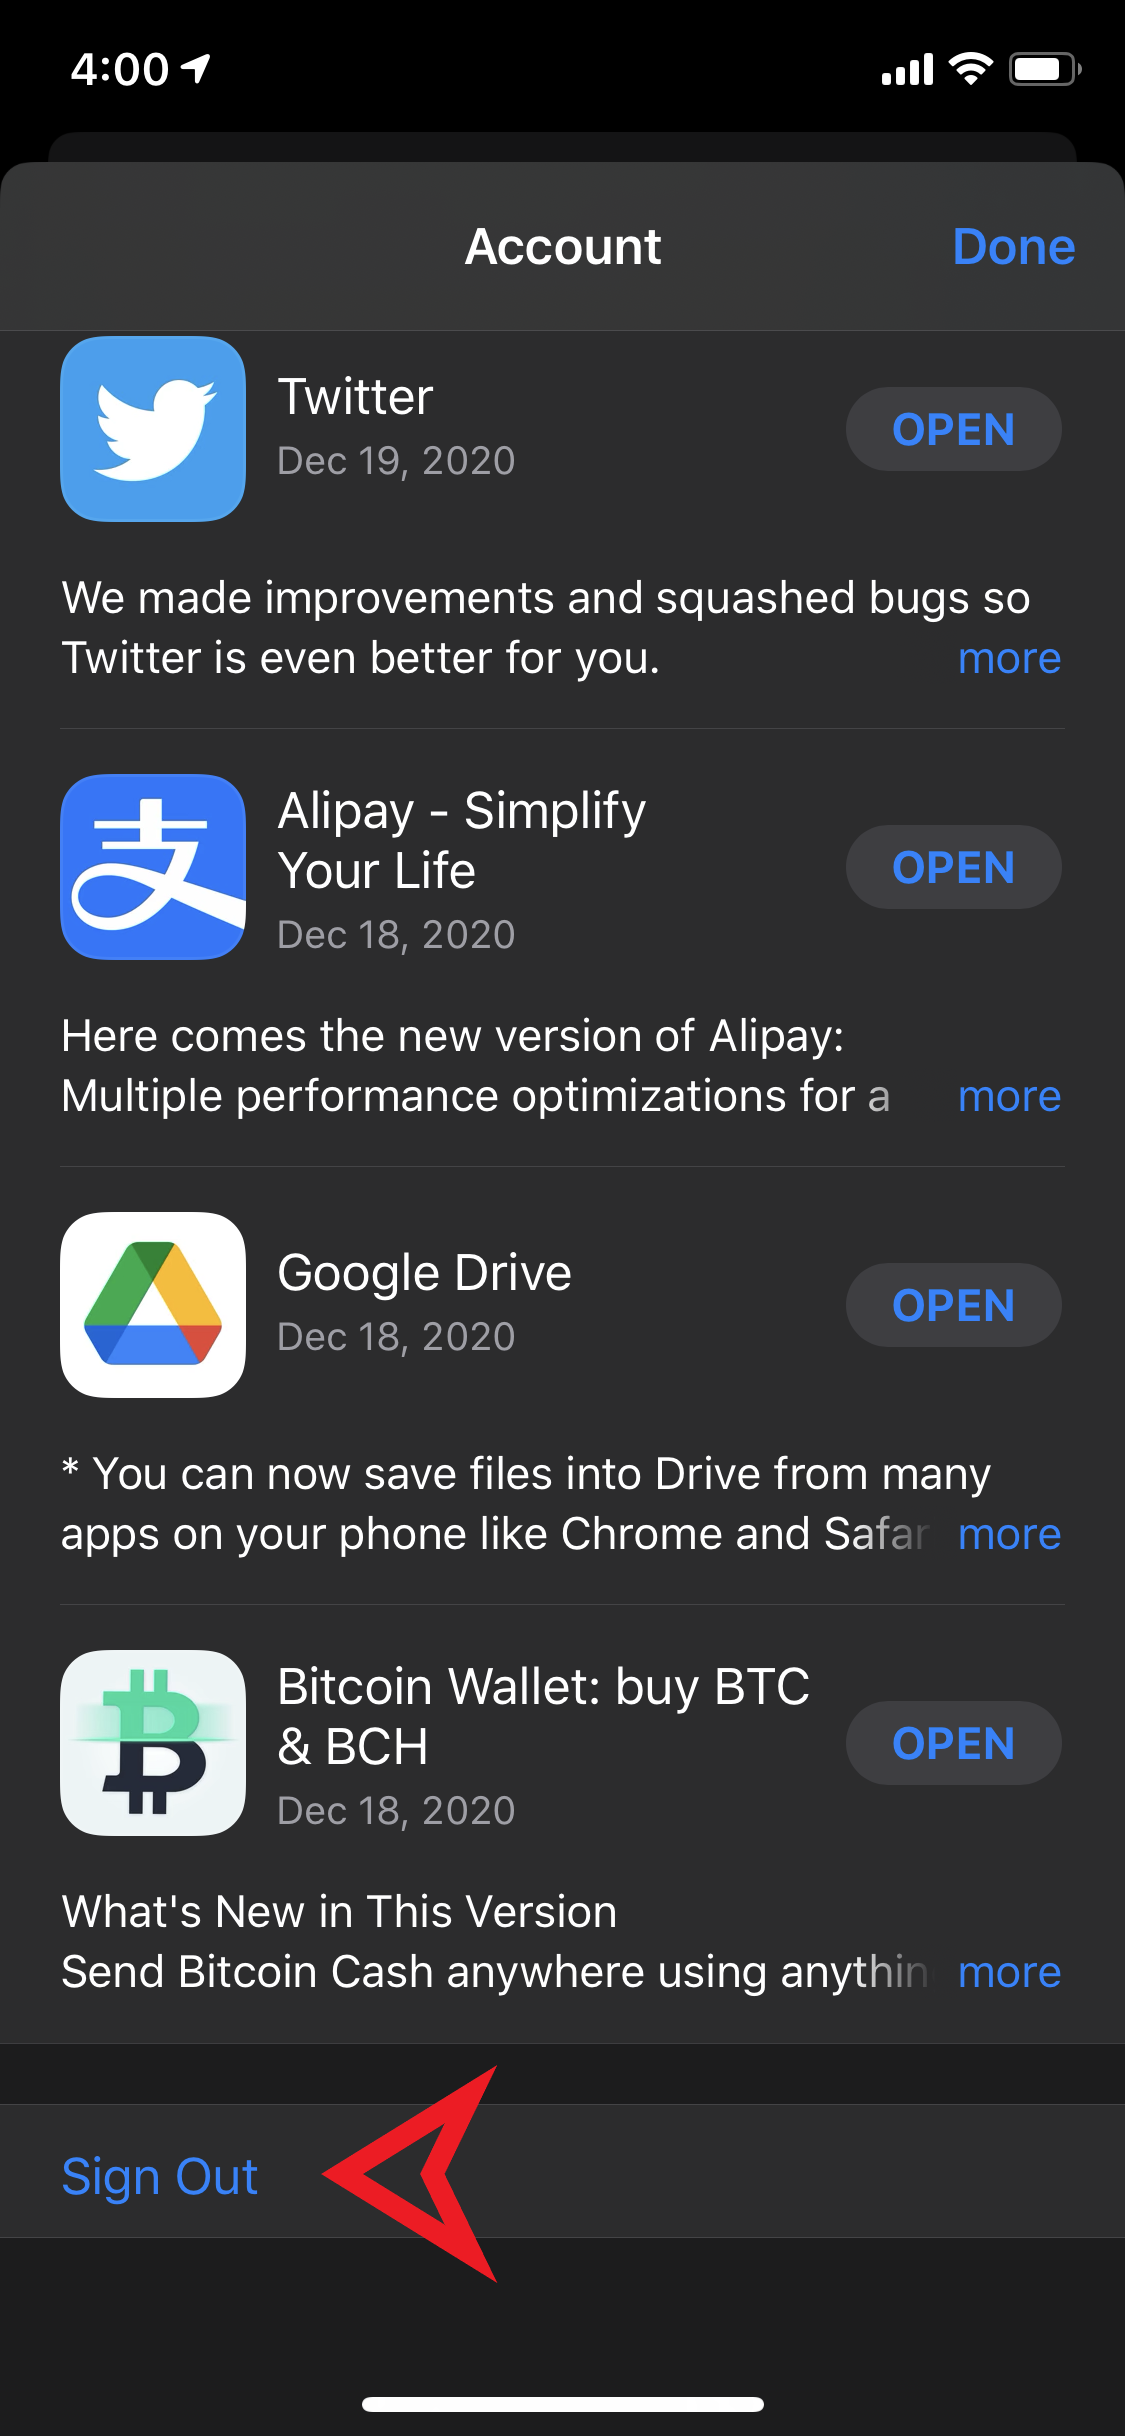 4:00
Account
Done
Twitter
Dec 19, 2020
OPEN
We made improvements and squashed bugs so
Twitter is even better for you.
more
支
Alipay - Simplify
Your Life
Dec 18, 2020
OPEN
Here comes the new version of Alipay:
Multiple performance optimizations for a
more
Google Drive
Dec 18, 2020
OPEN
* You can now save files into Drive from many
apps on your phone like Chrome and Safar
more
Bitcoin Wallet: buy BTC
& BCH
Dec 18, 2020
OPEN
What's New in This Version
Send Bitcoin Cash anywhere using anythin
more
Sign Out